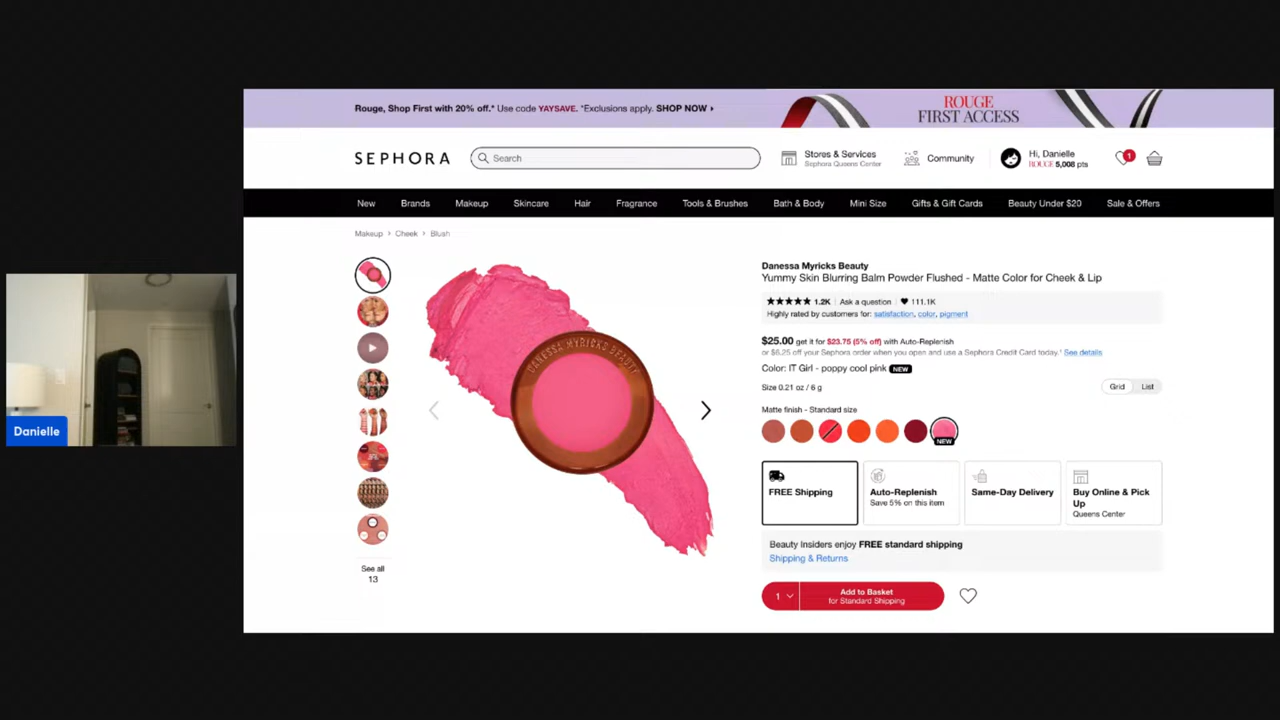 Rouge, Shop First with 20% off.* Use code YAYSAVE. *Exclusions apply. SHOP NOW ▸
ROUGE
FIRST ACCESS
SEPHORA
Search
Stores & Services
Sephora Queens Center
Community
Hi, Danielle
ROUGE 5,008 pts
1
New Brands Makeup Skincare Hair Fragrance Tools & Brushes Bath & Body Mini Size Gifts & Gift Cards Beauty Under $20 Sale & Offers
Makeup > Cheek > Blush
Danessa Myricks Beauty
Yummy Skin Blurring Balm Powder Flushed - Matte Color for Cheek & Lip
★★★★★ 1.2K | Ask a question | ♥ 111.1K
Highly rated by customers for: satisfaction, color, pigment
$25.00 get it for $23.75 (5% off) with Auto-Replenish
or $6.25 off your Sephora order when you open and use a Sephora Credit Card today.¹ See details
Color: IT Girl - poppy cool pink NEW
Size 0.21 oz / 6 g
Grid List
Matte finish - Standard size
NEW
FREE Shipping
Auto-Replenish
Save 5% on this item
Same-Day Delivery
Buy Online & Pick
Up
Queens Center
Beauty Insiders enjoy FREE standard shipping
Shipping & Returns
1
Add to Basket
for Standard Shipping
DANESSA MYRICKS BEAUTY
See all
13
Danielle